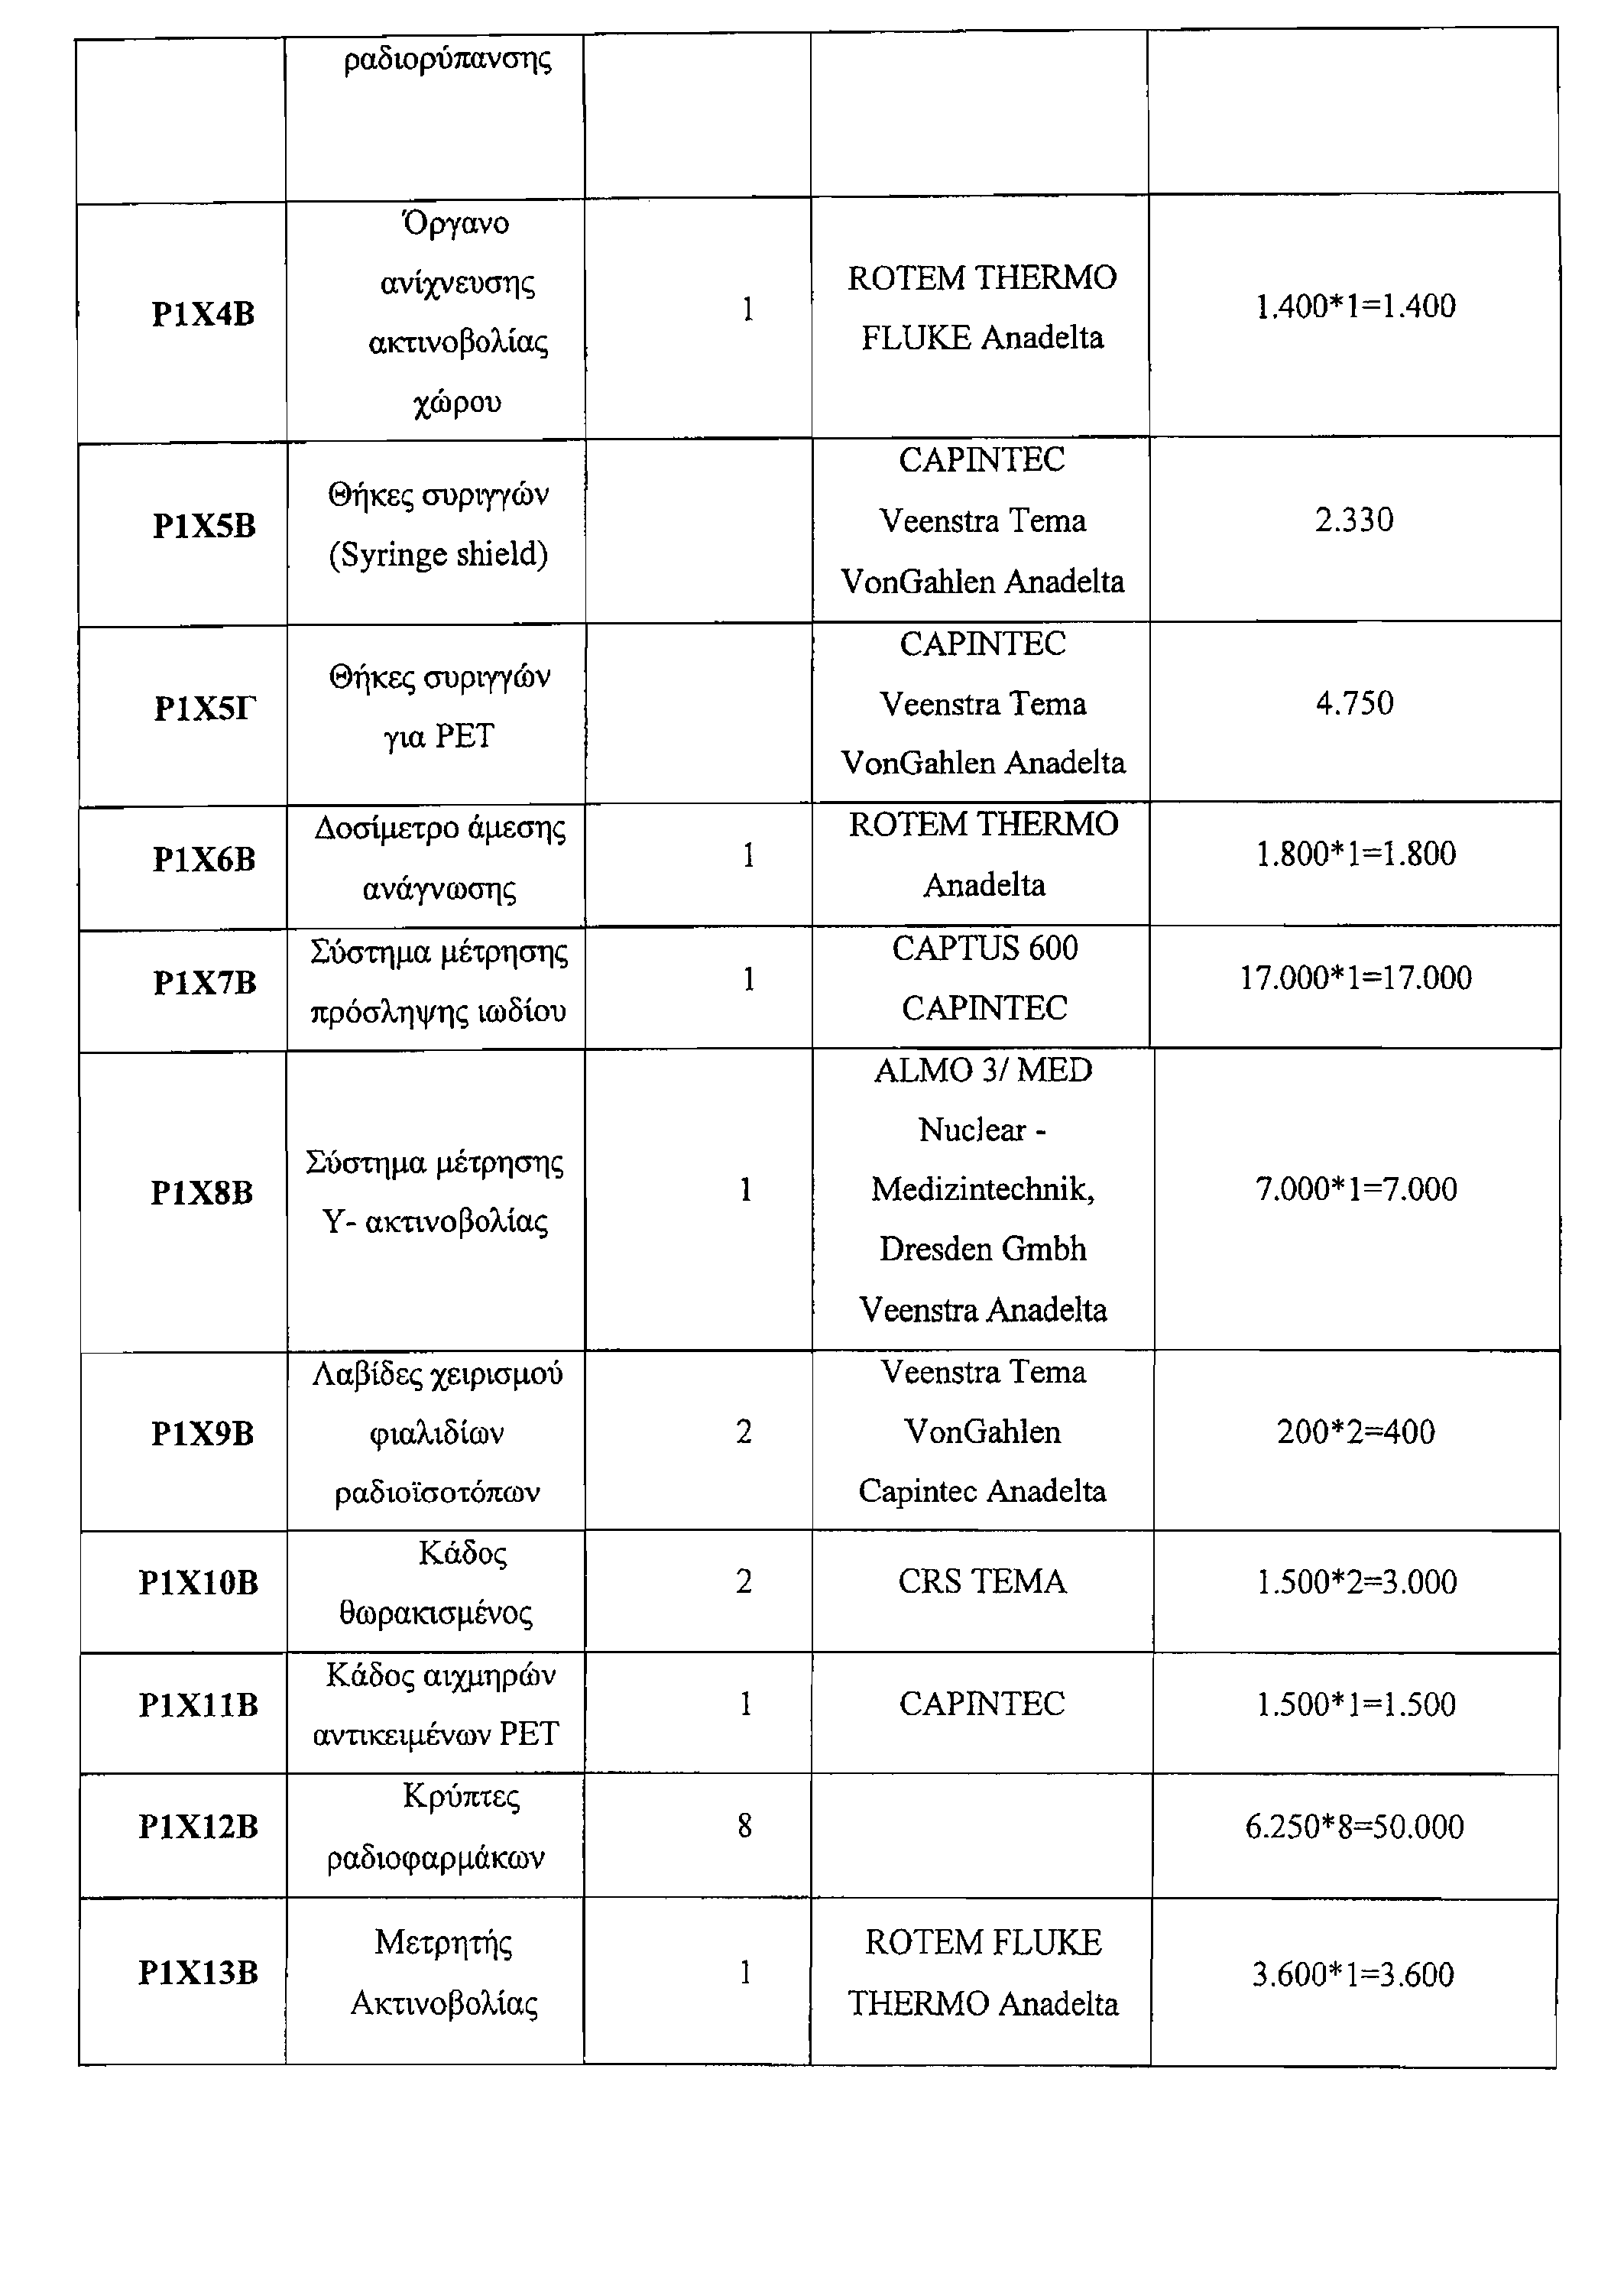 ραδιορύπανσης
Όργανο
ανίχνευσης
ακτινοβολίας
χώρου
P1X4B
1
ROTEM THERMO
FLUKE Anadelta
1.400*1=1.400
P1X5B
Θήκες συριγγών
(Syringe shield)
CAPINTEC
Veenstra Tema
VonGahlen Anadelta
2.330
P1X5Γ
Θήκες συριγγών
για PET
CAPINTEC
Veenstra Tema
VonGahlen Anadelta
4.750
P1X6B
Δοσίμετρο άμεσης
ανάγνωσης
1
ROTEM THERMO
Anadelta
1.800*1=1.800
P1X7B
Σύστημα μέτρησης
πρόσληψης ιωδίου
1
CAPTUS 600
CAPINTEC
17.000*1=17.000
P1X8B
Σύστημα μέτρησης
Υ- ακτινοβολίας
1
ALMO 3/ MED
Nuclear -
Medizintechnik,
Dresden Gmbh
Veenstra Anadelta
7.000*1=7.000
P1X9B
Λαβίδες χειρισμού
φιαλιδίων
ραδιοϊσοτόπων
2
Veenstra Tema
VonGahlen
Capintec Anadelta
200*2=400
P1X10B
Κάδος
θωρακισμένος
2
CRS TEMA
1.500*2=3.000
P1X11B
Κάδος αιχμηρών
αντικειμένων PET
1
CAPINTEC
1.500*1=1.500
P1X12B
Κρύπτες
ραδιοφαρμάκων
8
6.250*8=50.000
P1X13B
Μετρητής
Ακτινοβολίας
1
ROTEM FLUKE
THERMO Anadelta
3.600*1=3.600